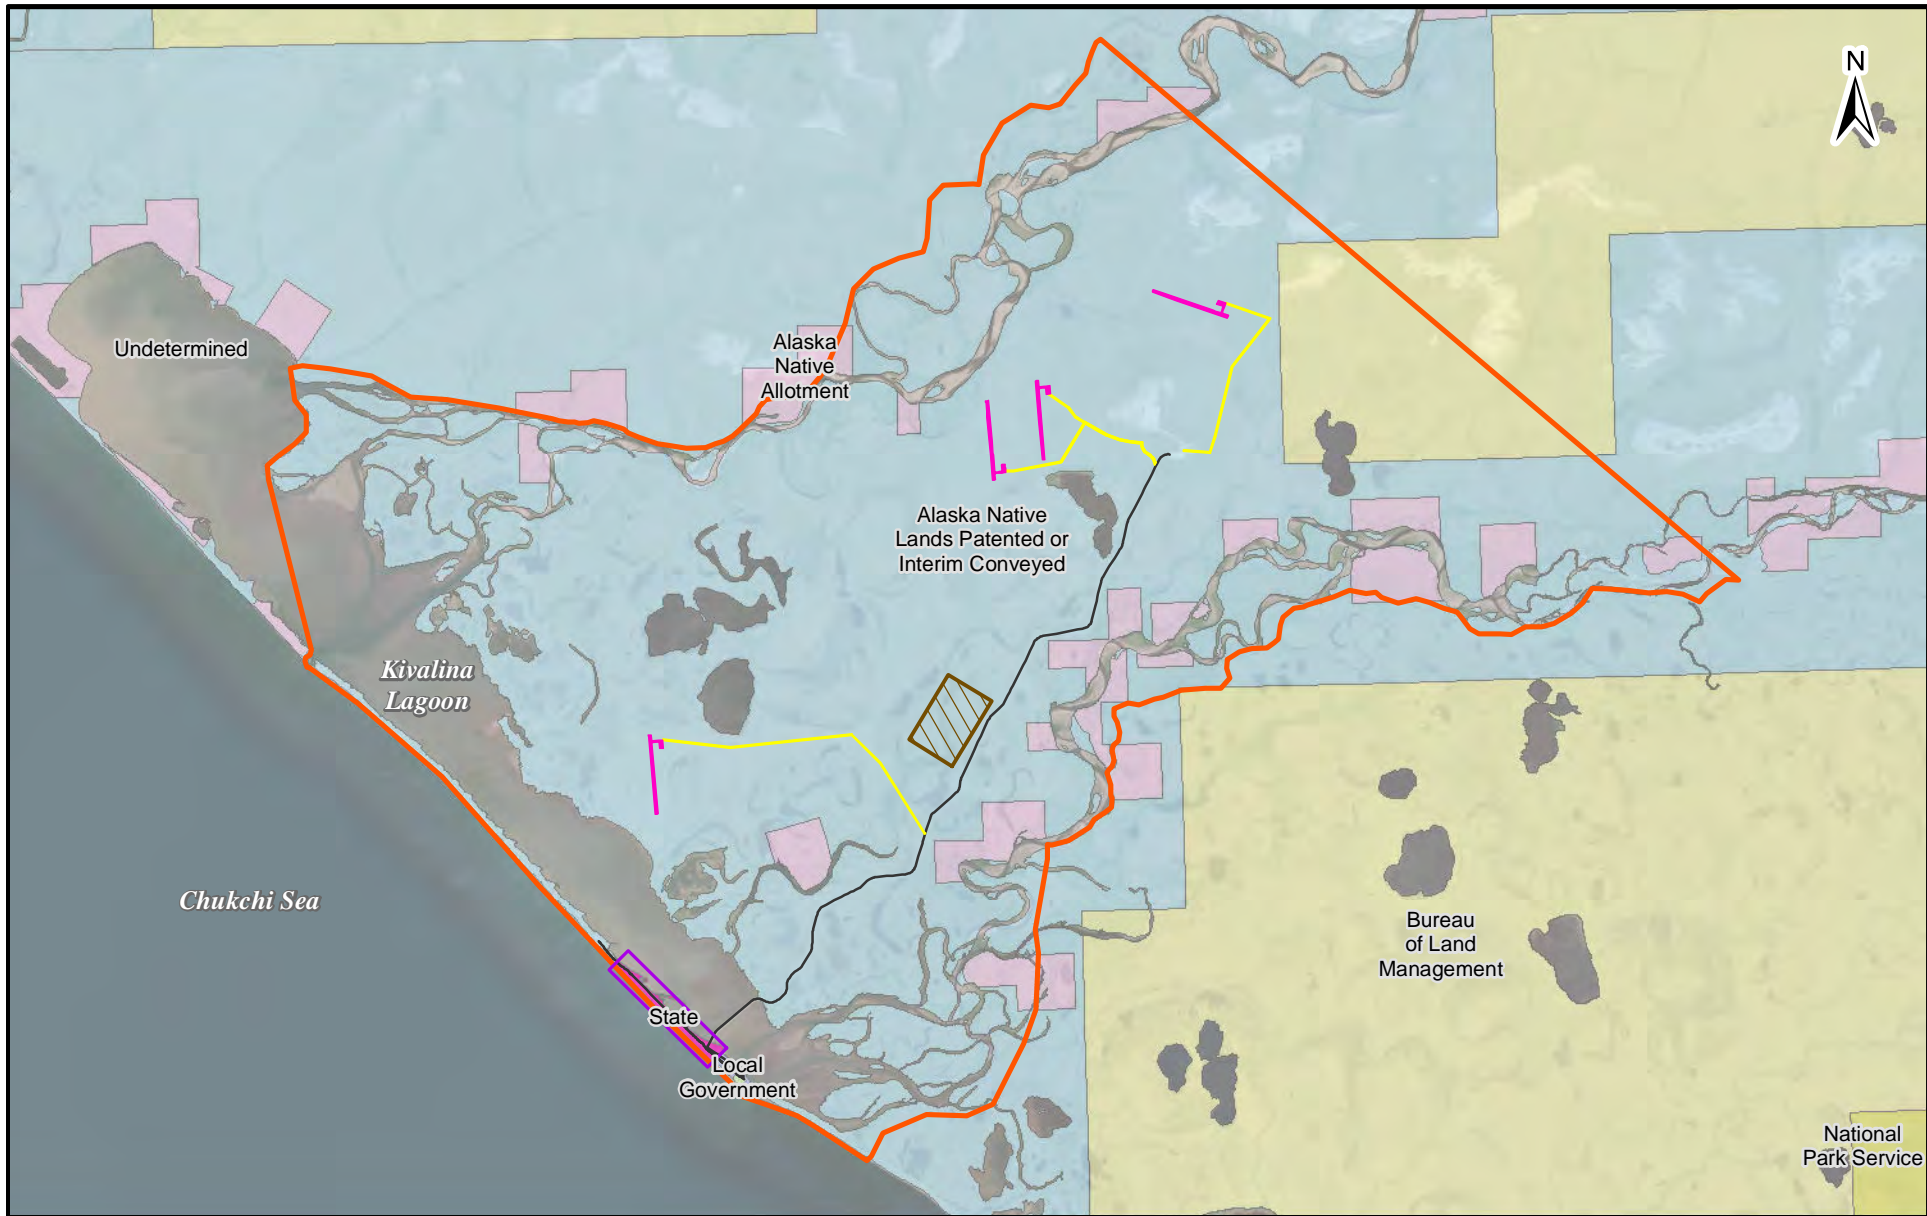 N
Undetermined
Alaska
Native
Allotment
Alaska Native
Lands Patented or
Interim Conveyed
Kivalina
Lagoon
Chukchi Sea
Bureau
of Land
Management
State
Local
Government
National
Park Service